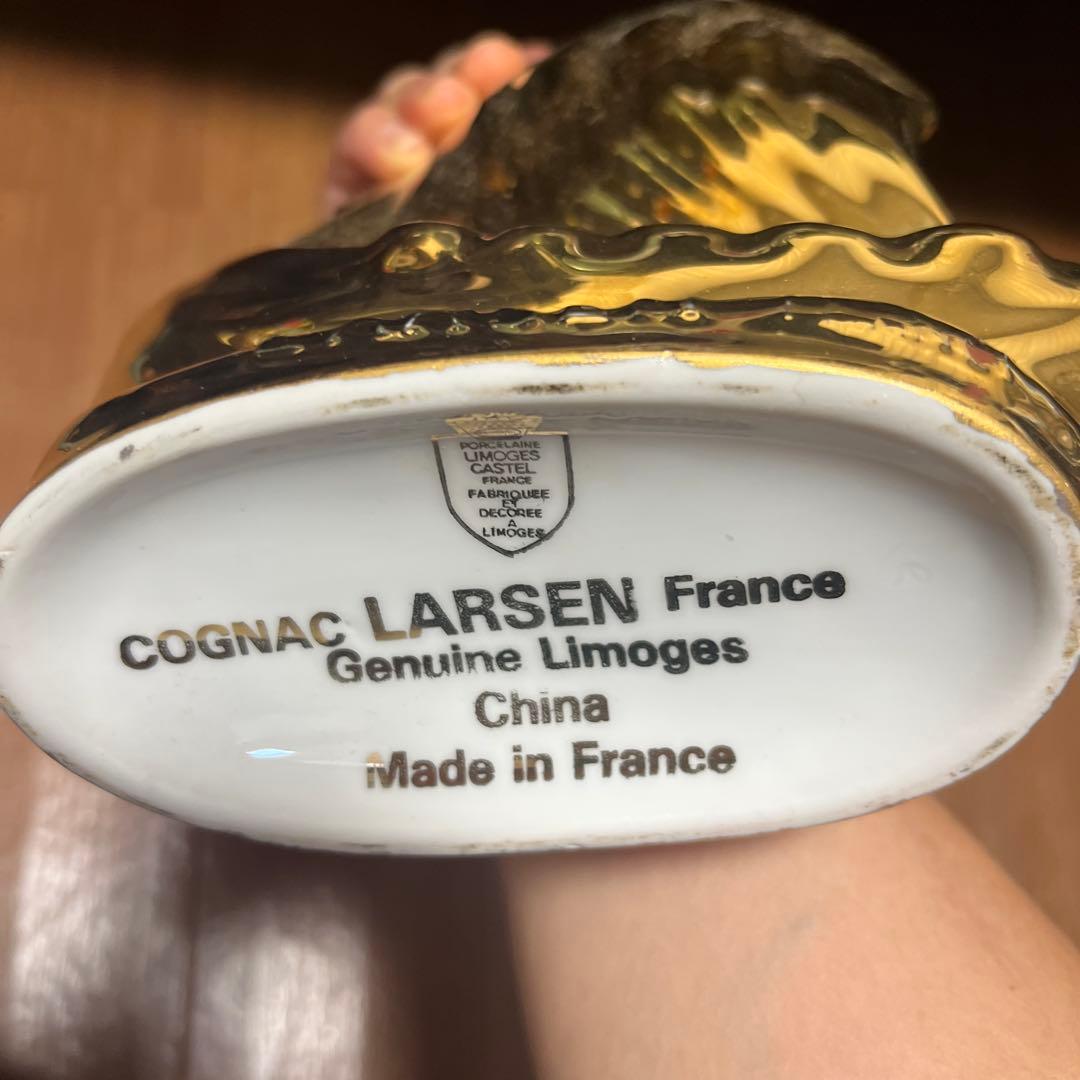 PORCELAINE
LIMOGES
CASTEL
FRANCE
FABRIQUEE
ET
DECOREE
A
LIMOGES
COGNAC LARSEN France
Genuine Limoges
China
Made in France